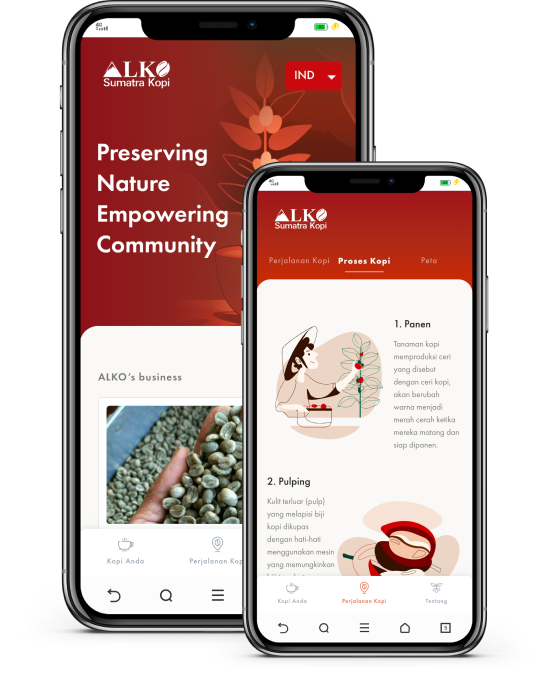 ALKO
Sumatra Kopi
IND
Preserving
Nature
Empowering
Community
ALKO's business
Kopi Anda
Perjalanan Kop
ALKO
Sumatra Kopi
Perjalanan Kopi
Proses Kopi
Peta
1. Panen
Tanaman kopi
memproduksi ceri
yang disebut
dengan ceri kopi,
akan berubah
warna menjadi
merah cerah ketika
mereka matang dan
siap dipanen.
2. Pulping
Kulit terluar (pulp)
yang melapisi biji
kopi dikupas
dengan hati-hati
menggunakan mesin
yang memungkinkan
Kopi Anda
Perjalanan Kopi
Tentang
5